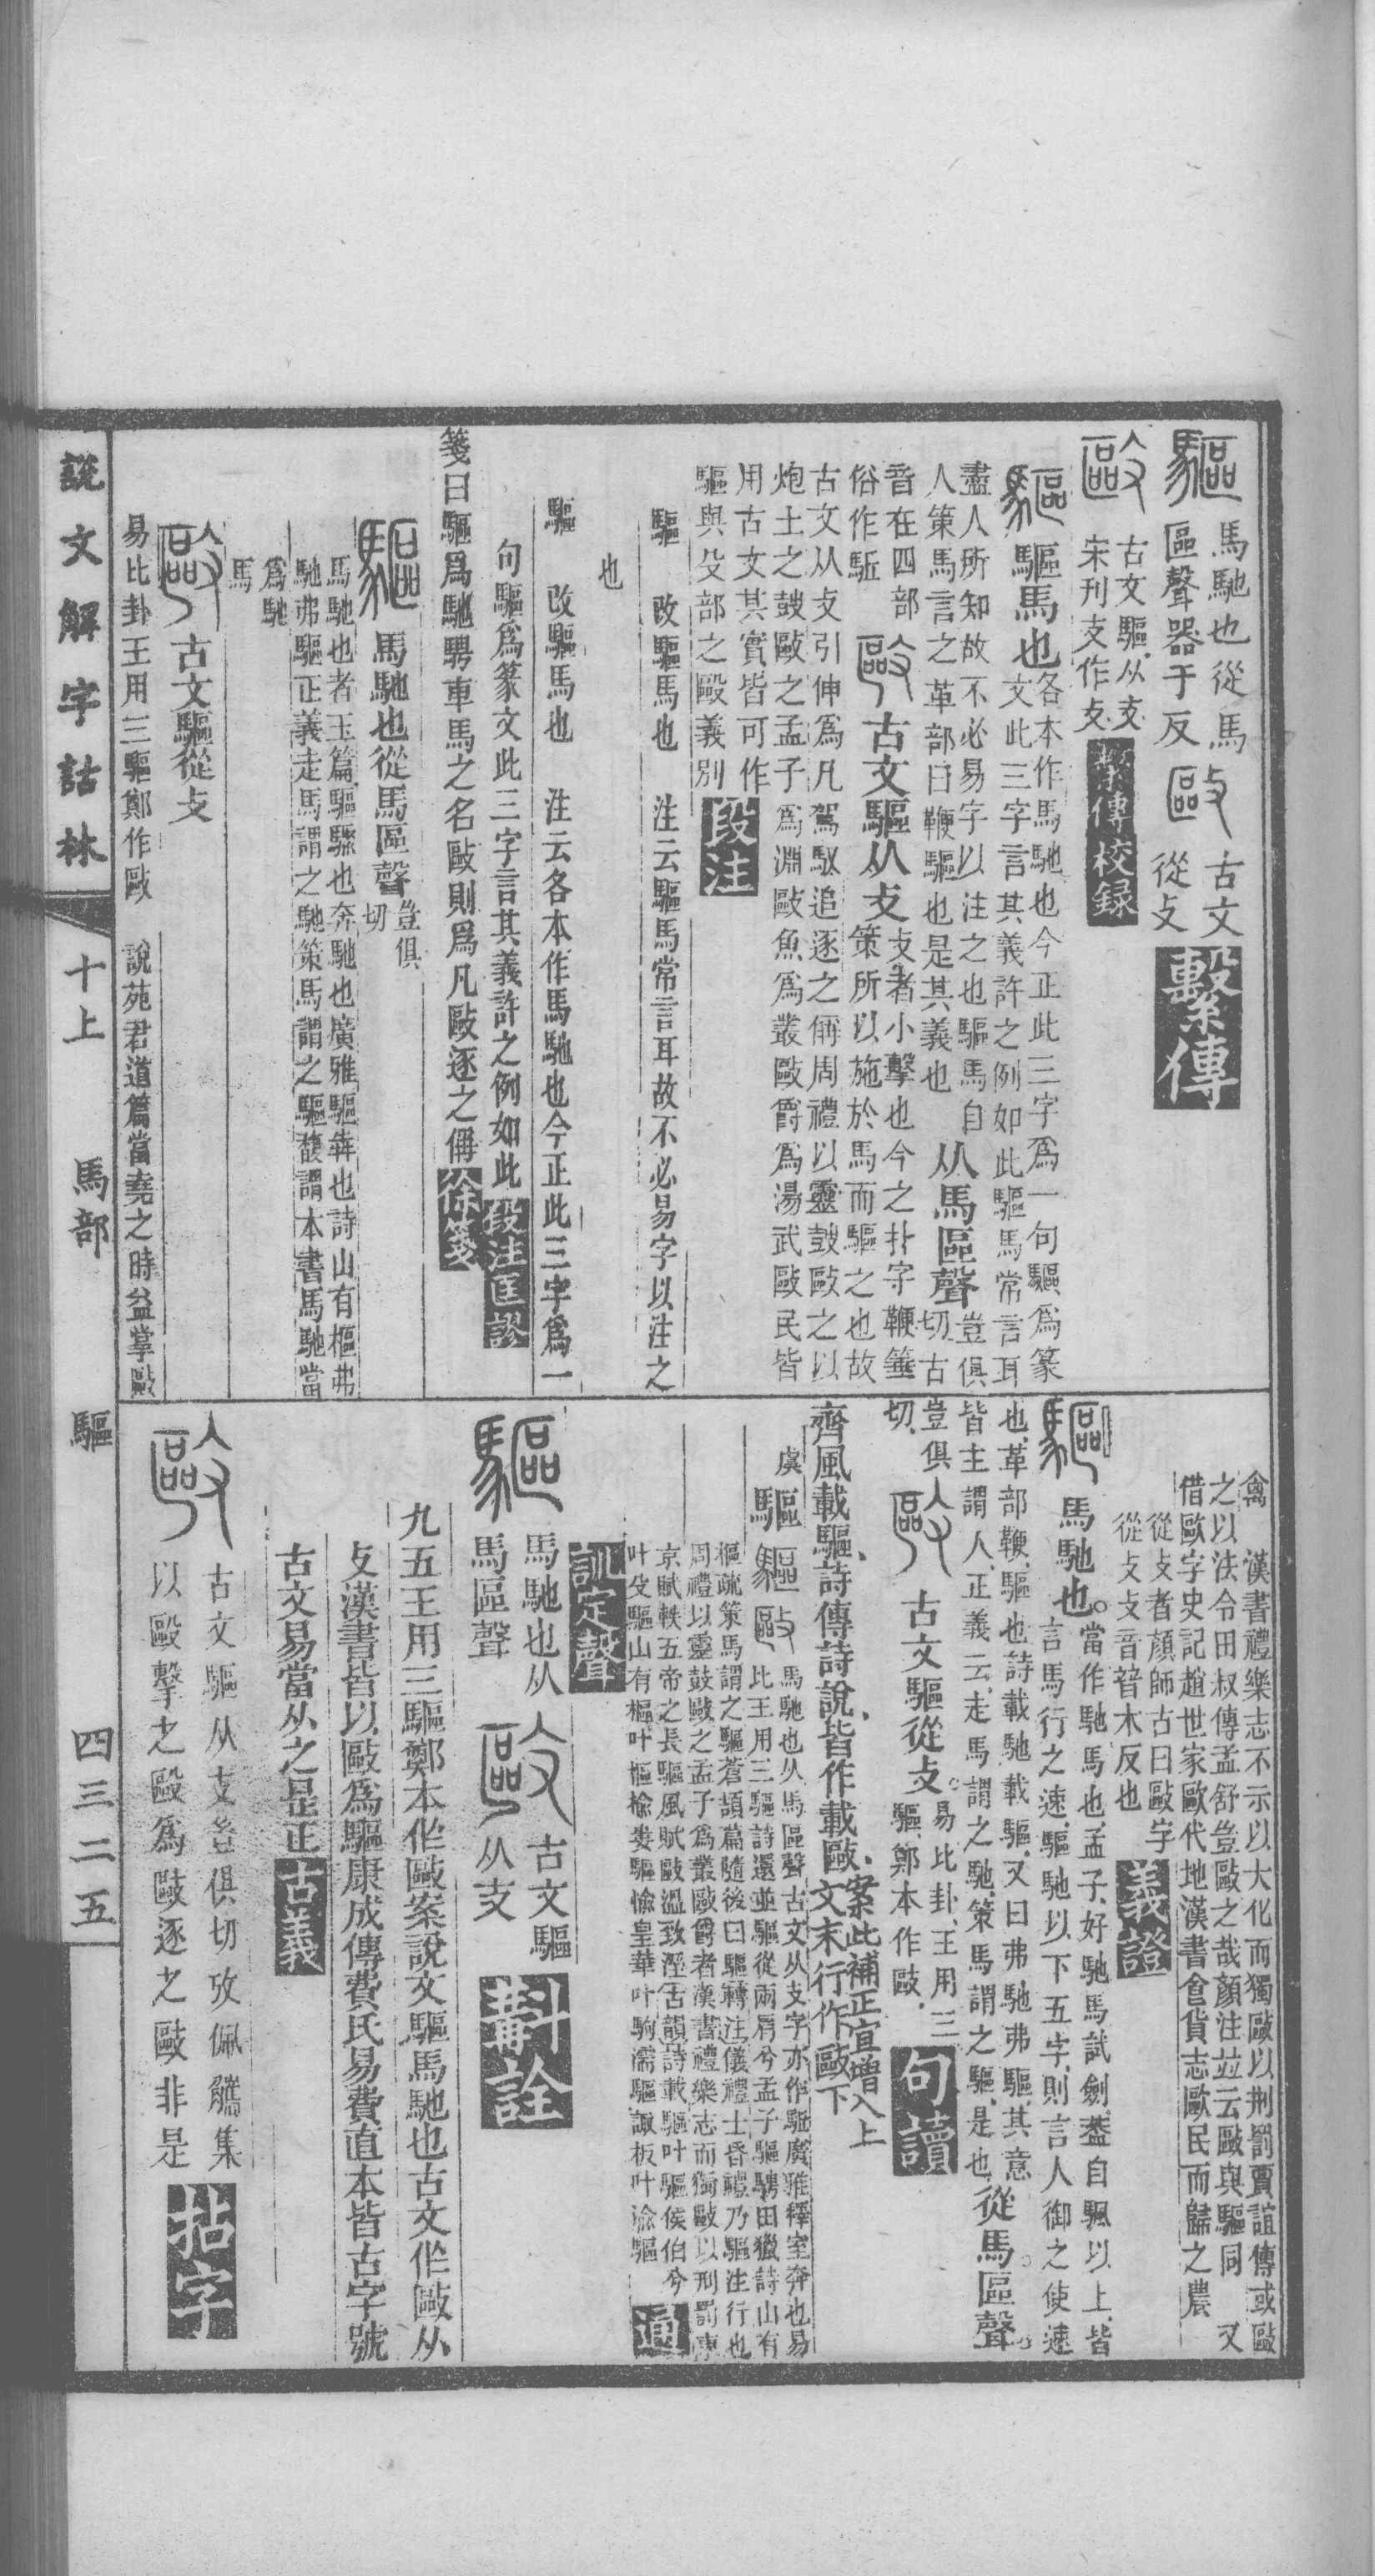 驅
馬馳也從馬
區聲器于反
敺
古文
從攴
繫傳
敺
古文驅从攴
宋刊支作攴
繫傳校録
驅
驅馬也
各本作馬馳也今正此三字爲一句驅爲篆
文此三字言其義許之例如此驅馬常言耳
盡人所知故不必易字以注之也驅馬自
人策馬言之革部曰鞭驅也是其義也
从馬區聲
豈俱
切古
音在四部
俗作駈
敺
古文驅从攴
攴者小擊也今之扑字鞭箠
策所以施於馬而驅之也故
古文从攴引伸爲凡駕馭追逐之偁周禮以靈鼓敺之以
炮土之鼓敺之孟子爲淵敺魚爲叢敺爵爲湯武敺民皆
用古文其實皆可作
驅與殳部之毆義別
段注
驅 改驅馬也 注云驅馬常言耳故不必易字以注之
也
驅 改驅馬也 注云各本作馬馳也今正此三字爲一
句驅爲篆文此三字言其義許之例如此
段注匡謬
箋曰驅爲馳騁車馬之名敺則爲凡敺逐之偁
徐箋
驅
馬馳也從馬區聲
豈俱
切
馬馳也者玉篇驅驟也奔馳也廣雅驅犇也詩山有樞弗
馳弗驅正義走馬謂之馳策馬謂之驅馥謂本書馬馳當
爲馳
馬
敺
古文驅從攴
易比卦王用三驅鄭作敺 說苑君道篇當堯之時益掌敺
禽 漢書禮樂志不示以大化而獨敺以刑罰賈誼傳或敺
之以法令田叔傳孟舒豈敺之哉顏注竝云敺與驅同 又
借歐字史記趙世家歐代地漢書食貨志歐民而歸之農
從攴者顏師古曰敺字
從攴攴音普木反也
義證
驅
馬馳也。
當作馳馬也、孟子、好馳馬試劍、葢自颿以上、皆
言馬行之速、驅馳以下五字、則言人御之使速
也、革部鞭、驅也詩載馳載驅、又曰弗馳弗驅、其意
皆主謂人、正義云、走馬謂之馳、策馬謂之驅、是也
從馬區聲。
豈俱
切、
敺
古文驅從攴。
易比卦、王用三
驅、鄭本作敺、
句讀
齊風載驅、詩傳詩說、皆作載敺、
案此補正宜增入上
文末行作敺下
虞
驅
驅
敺
馬馳也从馬區聲古文从攴字亦作駈廣雅釋室奔也易
比王用三驅詩還並驅從兩肩兮孟子驅騁田獵詩山有
樞疏策馬謂之驅蒼頡篇隨後曰驅轉注儀禮士昏禮乃驅注行也
周禮以靈鼓敺之孟子爲叢敺爵者漢書禮樂志而獨敺以刑罰東
京賦軼五帝之長驅風賦敺溫致溼古韻詩載驅叶驅侯伯兮
叶殳驅山有樞叶樞榆婁驅愉皇華叶駒濡驅諏板叶渝驅
通
訓定聲
驅
馬馳也从
馬區聲
敺
古文驅
从攴
斠詮
九五王用三驅鄭本作敺案說文驅馬馳也古文作敺从
攴漢書皆以敺爲驅康成傳費氏易費直本皆古字號
古文易當从之是正
古義
敺
古文驅从攴豈俱切攷佩觿集
以毆擊之毆爲敺逐之敺非是
拈字
說文解字詁林
十上
馬部
驅
四三二五